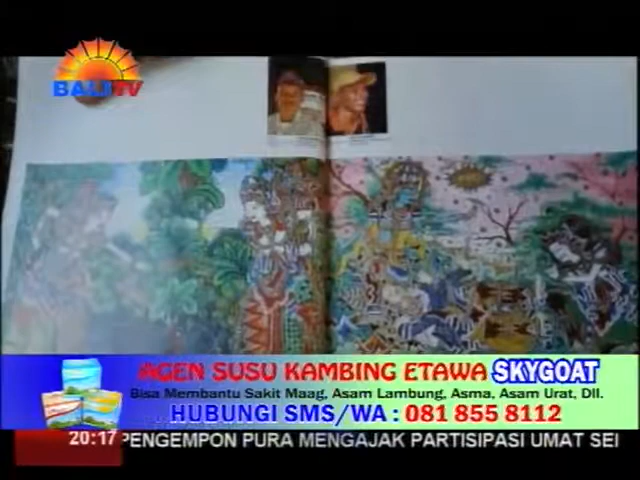 BALI TV
AGEN SUSU KAMBING ETAWA SKYGOAT
Bisa Membantu Sakit Maag, Asam Lambung, Asma, Asam Urat, Dll.
HUBUNGI SMS/WA : 081 855 8112
20:17 PENGEMPON PURA MENGAJAK PARTISIPASI UMAT SEI